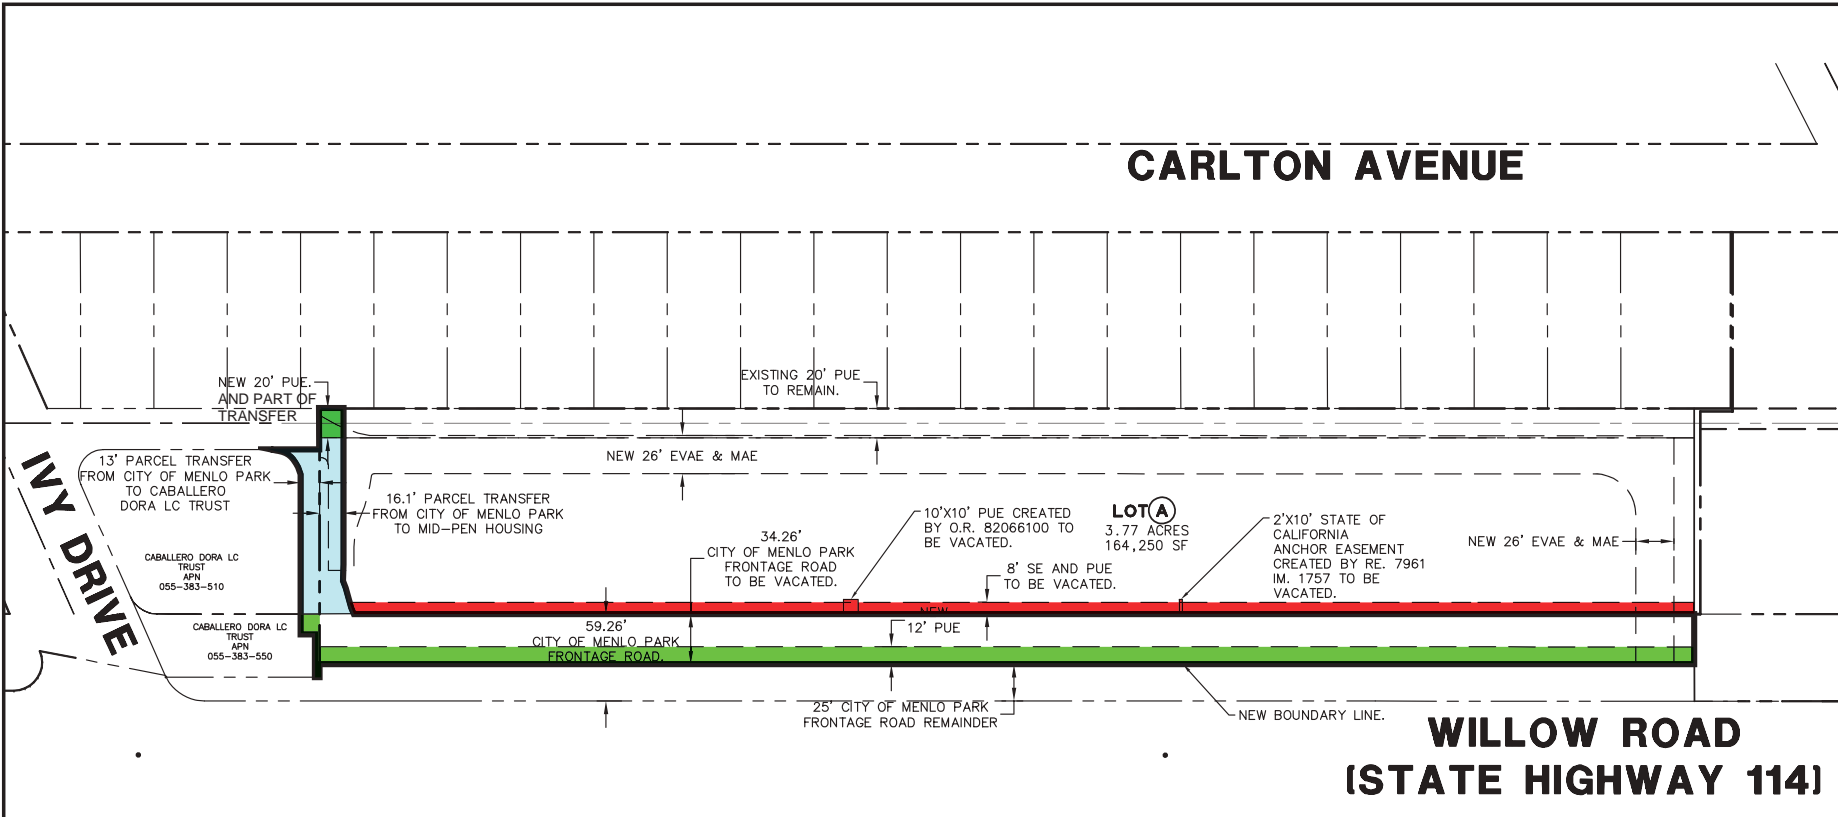 CARLTON AVENUE
NEW 20' PUE.
AND PART OF
TRANSFER
EXISTING 20' PUE
TO REMAIN.
IVY DRIVE
13' PARCEL TRANSFER
FROM CITY OF MENLO PARK
TO CABALLERO
DORA LC TRUST
NEW 26' EVAE & MAE
16.1' PARCEL TRANSFER
FROM CITY OF MENLO PARK
TO MID-PEN HOUSING
34.26'
CITY OF MENLO PARK
FRONTAGE ROAD
TO BE VACATED.
10'X10' PUE CREATED
BY O.R. 82066100 TO
BE VACATED.
LOT A
3.77 ACRES
164,250 SF
8' SE AND PUE
TO BE VACATED.
2'X10' STATE OF
CALIFORNIA
ANCHOR EASEMENT
CREATED BY RE. 7961
IM. 1757 TO BE
VACATED.
NEW 26' EVAE & MAE
CABALLERO DORA LC
TRUST
APN
055-383-510
CABALLERO DORA LC
TRUST
APN
055-383-550
59.26'
CITY OF MENLO PARK
FRONTAGE ROAD.
NEW
12' PUE
25' CITY OF MENLO PARK
FRONTAGE ROAD REMAINDER
NEW BOUNDARY LINE.
WILLOW ROAD
(STATE HIGHWAY 114)